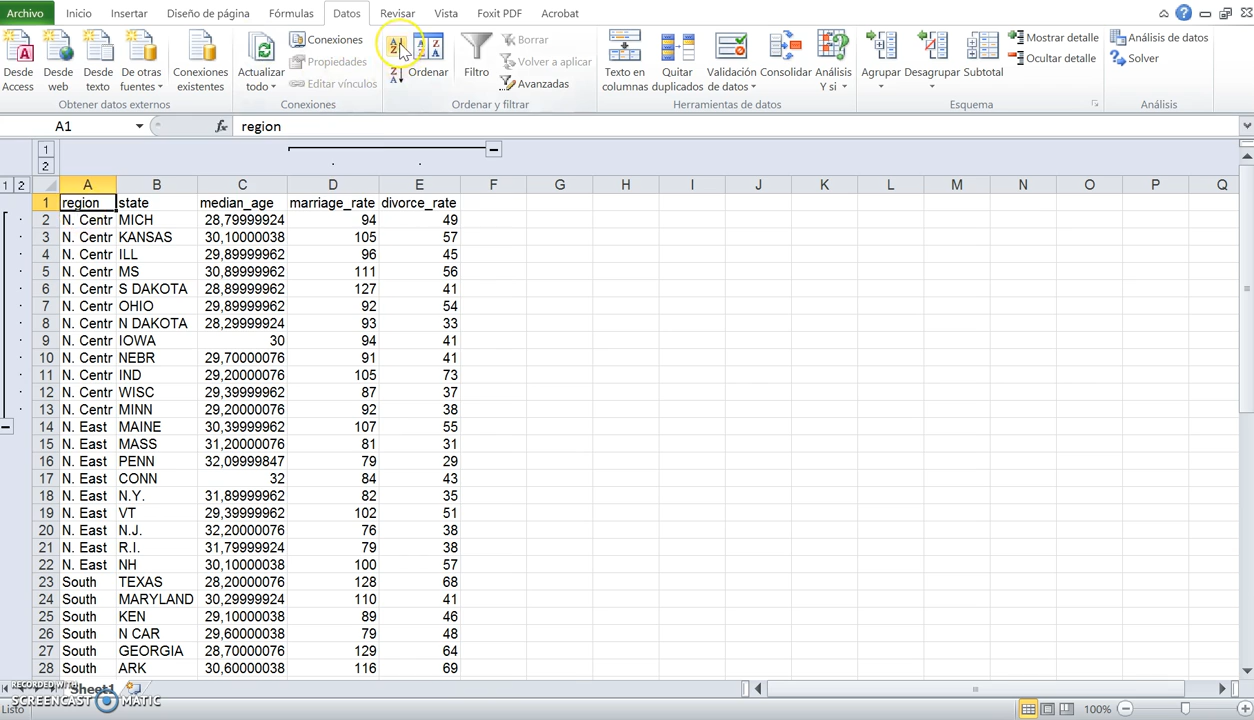 Archivo Inicio Insertar Diseño de página Fórmulas Datos Revisar Vista Foxit PDF Acrobat
Desde Access
Desde web
Desde texto
De otras fuentes
Conexiones existentes
Obtener datos externos
Actualizar todo
Conexiones
Propiedades
Editar vínculos
Conexiones
Ordenar
Filtro
Borrar
Volver a aplicar
Avanzadas
Ordenar y filtrar
Texto en columnas
Quitar duplicados
Validación de datos
Consolidar
Análisis Y si
Herramientas de datos
Agrupar
Desagrupar
Subtotal
Mostrar detalle
Ocultar detalle
Esquema
Análisis de datos
Solver
Análisis
A1 fx region
1
2
1 2 A B C D E F G H I J K L M N O P Q
1 region state median_age marriage_rate divorce_rate
2 N. Centr MICH 28,79999924 94 49
3 N. Centr KANSAS 30,10000038 105 57
4 N. Centr ILL 29,89999962 96 45
5 N. Centr MS 30,89999962 111 56
6 N. Centr S DAKOTA 28,89999962 127 41
7 N. Centr OHIO 29,89999962 92 54
8 N. Centr N DAKOTA 28,29999924 93 33
9 N. Centr IOWA 30 94 41
10 N. Centr NEBR 29,70000076 91 41
11 N. Centr IND 29,20000076 105 73
12 N. Centr WISC 29,39999962 87 37
13 N. Centr MINN 29,20000076 92 38
14 N. East MAINE 30,39999962 107 55
15 N. East MASS 31,20000076 81 31
16 N. East PENN 32,09999847 79 29
17 N. East CONN 32 84 43
18 N. East N.Y. 31,89999962 82 35
19 N. East VT 29,39999962 102 51
20 N. East N.J. 32,20000076 76 38
21 N. East R.I. 31,79999924 79 38
22 N. East NH 30,10000038 100 57
23 South TEXAS 28,20000076 128 68
24 South MARYLAND 30,29999924 110 41
25 South KEN 29,10000038 89 46
26 South N CAR 29,60000038 79 48
27 South GEORGIA 28,70000076 129 64
28 South ARK 30,60000038 116 69
Sheet1
RECORDED WITH
SCREENCAST MATIC
Listo 100%